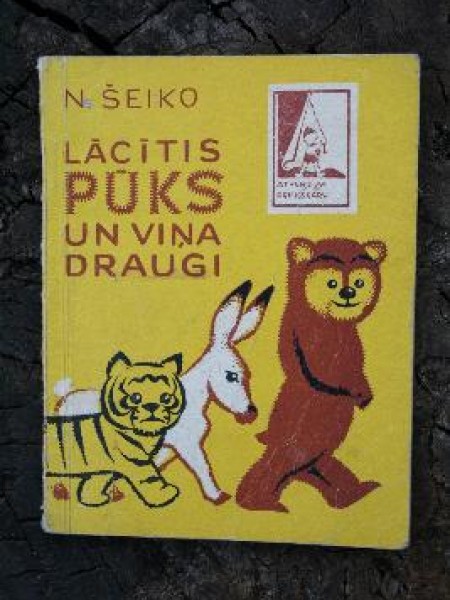 N. ŠEIKO
LĀCĪTIS
PŪKS
UN VIŅA
DRAUGI